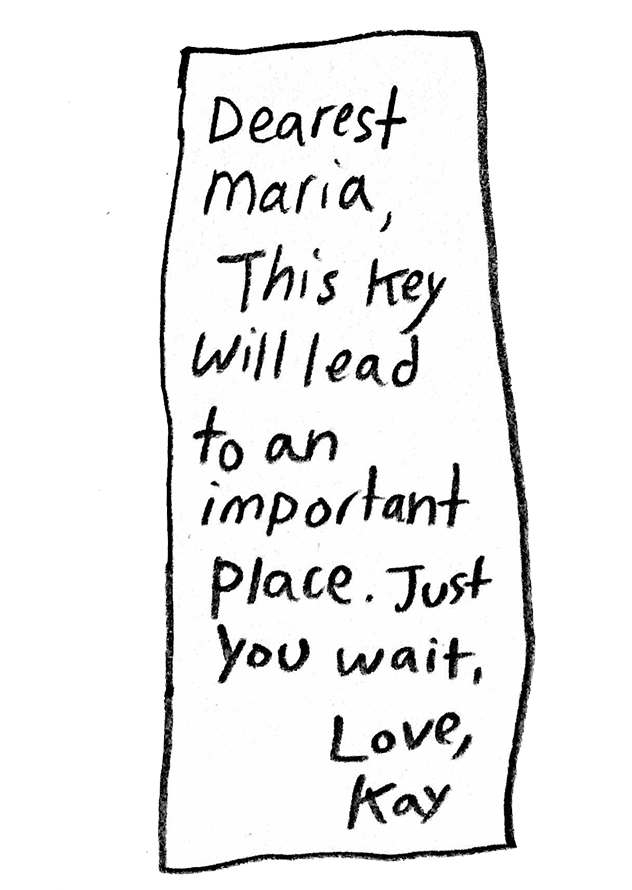 Dearest
Maria,
This key
will lead
to an
important
place. Just
you wait.
Love,
Kay